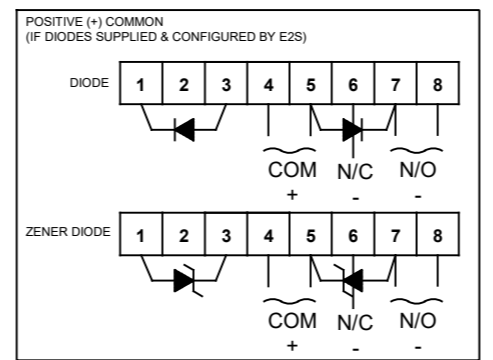 POSITIVE (+) COMMON
(IF DIODES SUPPLIED & CONFIGURED BY E2S)
DIODE 1 2 3 4 5 6 7 8
COM N/C N/O
+ - -
ZENER DIODE 1 2 3 4 5 6 7 8
COM N/C N/O
+ - -